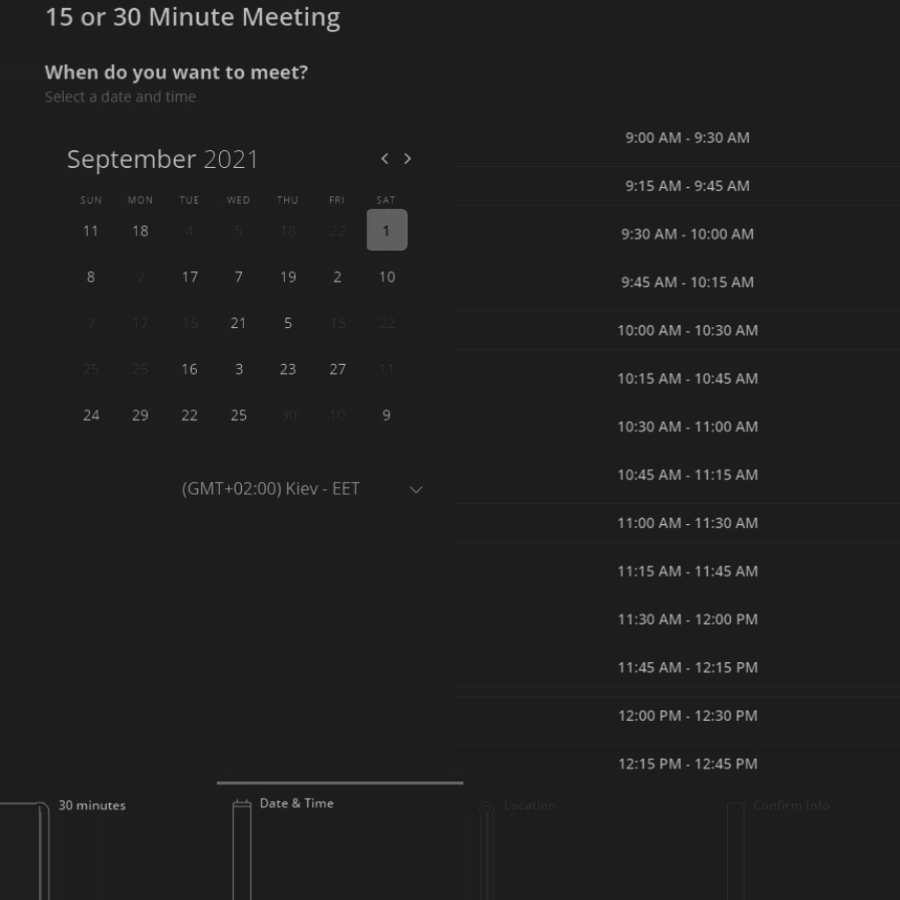 15 or 30 Minute Meeting
When do you want to meet?
Select a date and time
September 2021
SUN MON TUE WED THU FRI SAT
11 18 4 5 18 22 1
8 2 17 7 19 2 10
7 17 15 21 5 15 22
25 25 16 3 23 27 11
24 29 22 25 30 10 9
(GMT+02:00) Kiev - EET
9:00 AM - 9:30 AM
9:15 AM - 9:45 AM
9:30 AM - 10:00 AM
9:45 AM - 10:15 AM
10:00 AM - 10:30 AM
10:15 AM - 10:45 AM
10:30 AM - 11:00 AM
10:45 AM - 11:15 AM
11:00 AM - 11:30 AM
11:15 AM - 11:45 AM
11:30 AM - 12:00 PM
11:45 AM - 12:15 PM
12:00 PM - 12:30 PM
12:15 PM - 12:45 PM
30 minutes
Date & Time
Location
Confirm Info